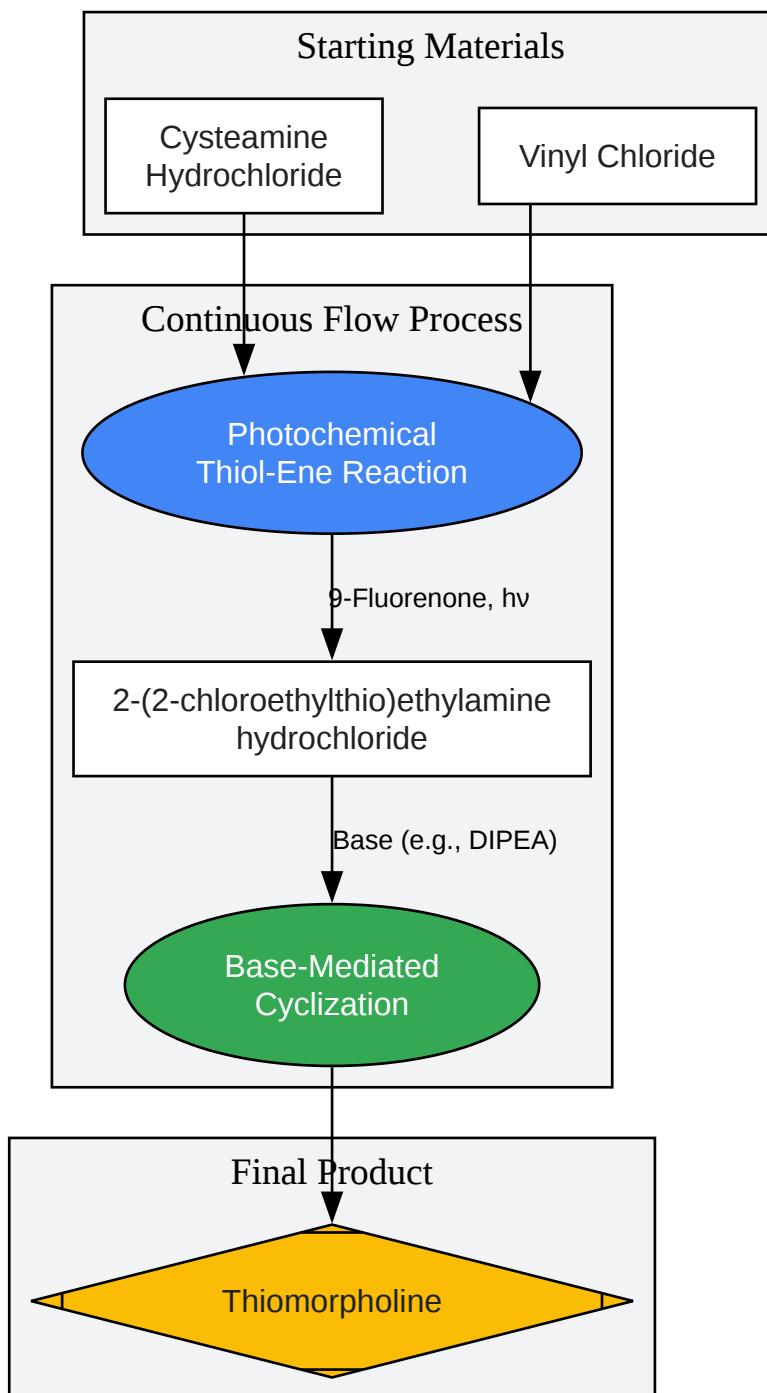 Starting Materials
Cysteamine
Hydrochloride
Vinyl Chloride
Continuous Flow Process
Photochemical
Thiol-Ene Reaction
9-Fluorenone, hν
2-(2-chloroethylthio)ethylamine
hydrochloride
Base (e.g., DIPEA)
Base-Mediated
Cyclization
Final Product
Thiomorpholine